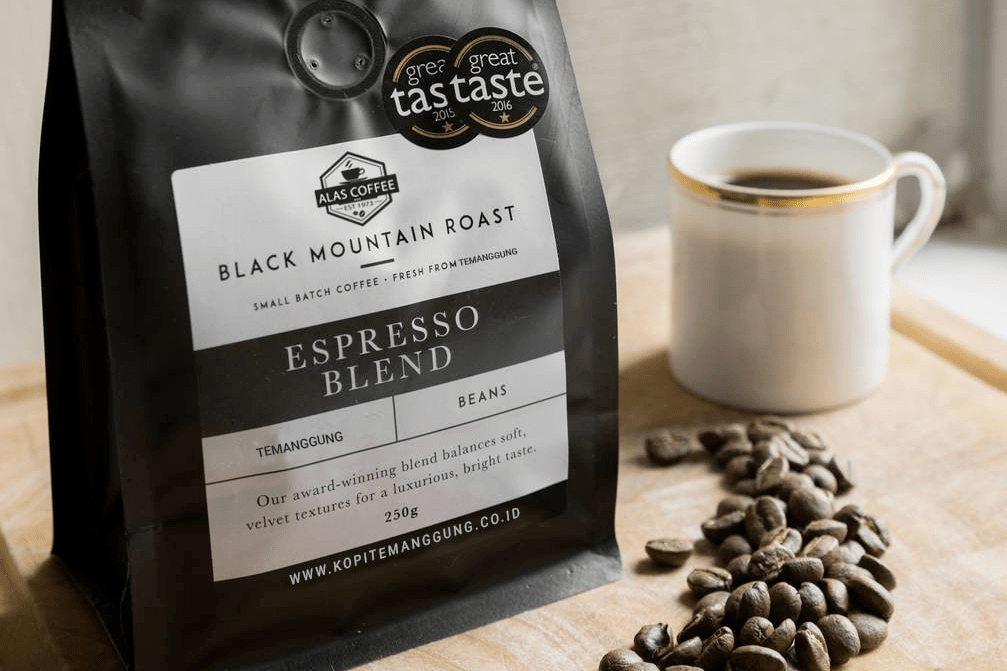 great
taste
2015
great
taste
2016
ALAS COFFEE
EST 1973
BLACK MOUNTAIN ROAST
SMALL BATCH COFFEE • FRESH FROM TEMANGGUNG
ESPRESSO
BLEND
TEMANGGUNG
BEANS
Our award-winning blend balances soft,
velvet textures for a luxurious, bright taste.
250g
WWW.KOPITEMANGGUNG.CO.ID